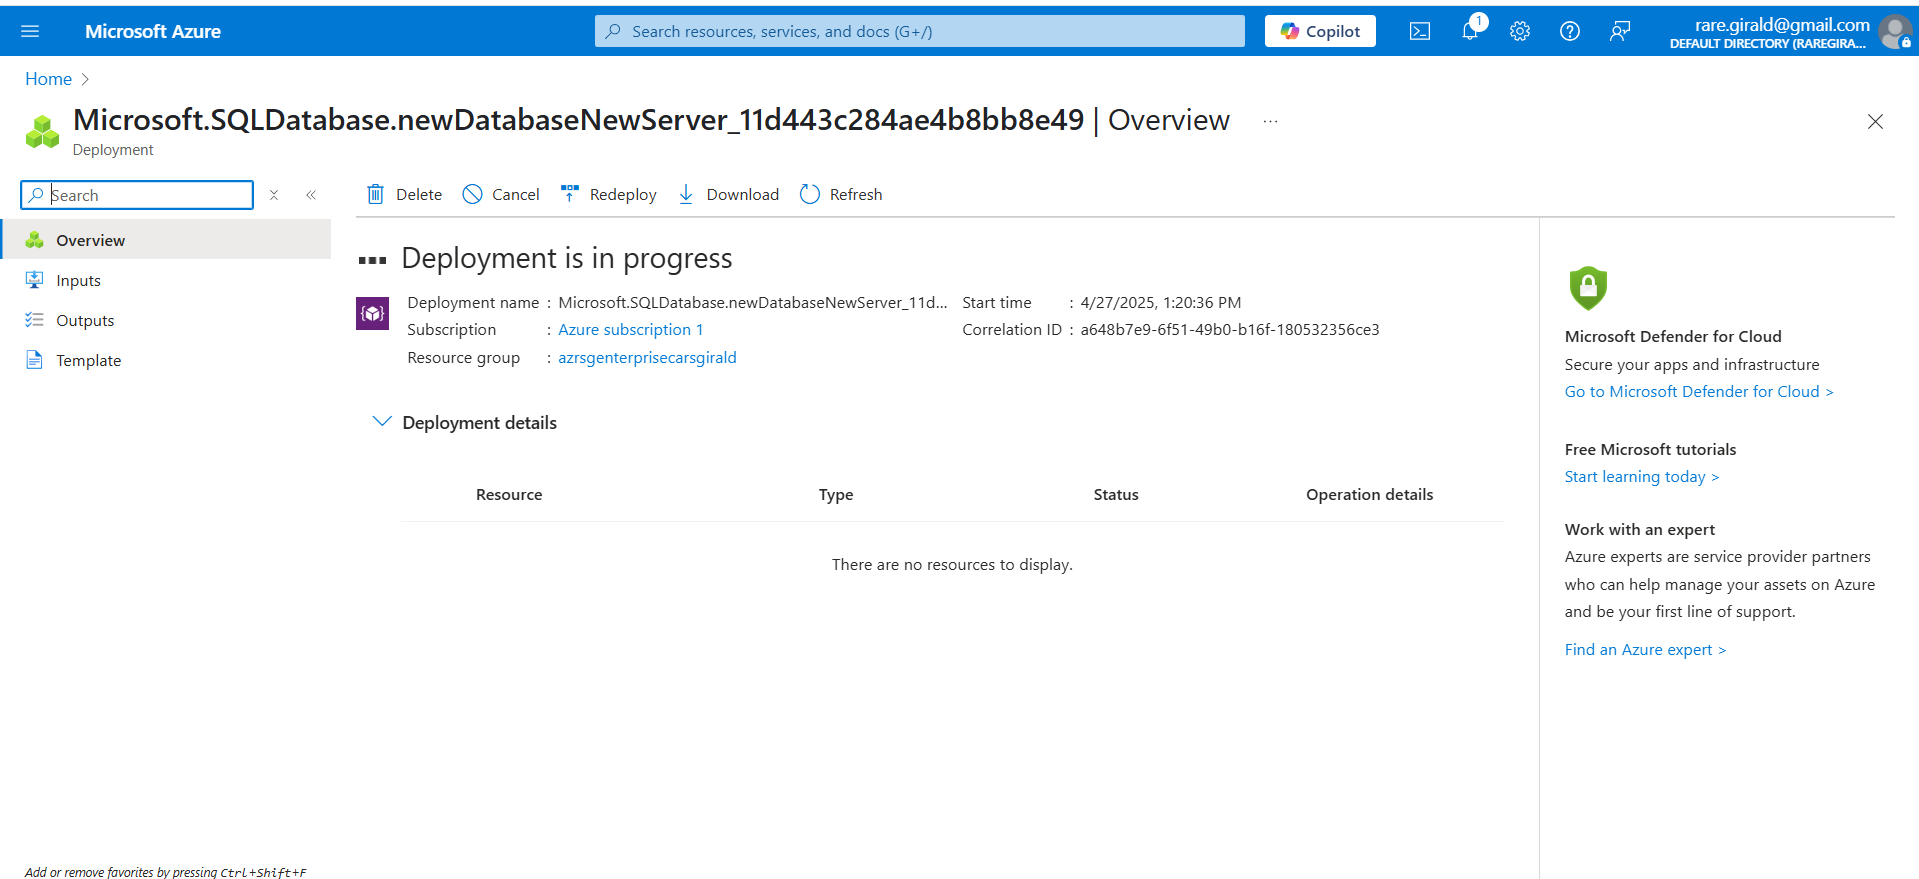 Microsoft Azure
Search resources, services, and docs (G+/)
Copilot
1
rare.girald@gmail.com
DEFAULT DIRECTORY (RAREGIRA...
Home >
Microsoft.SQLDatabase.newDatabaseNewServer_11d443c284ae4b8bb8e49 | Overview ...
Deployment
Search
Delete Cancel Redeploy Download Refresh
Overview
Inputs
Outputs
Template
Deployment is in progress
Deployment name : Microsoft.SQLDatabase.newDatabaseNewServer_11d...
Subscription : Azure subscription 1
Resource group : azrsgenterprisecarsgirald
Start time : 4/27/2025, 1:20:36 PM
Correlation ID : a648b7e9-6f51-49b0-b16f-180532356ce3
Deployment details
Resource Type Status Operation details
There are no resources to display.
Microsoft Defender for Cloud
Secure your apps and infrastructure
Go to Microsoft Defender for Cloud >
Free Microsoft tutorials
Start learning today >
Work with an expert
Azure experts are service provider partners
who can help manage your assets on Azure
and be your first line of support.
Find an Azure expert >
Add or remove favorites by pressing Ctrl+Shift+F